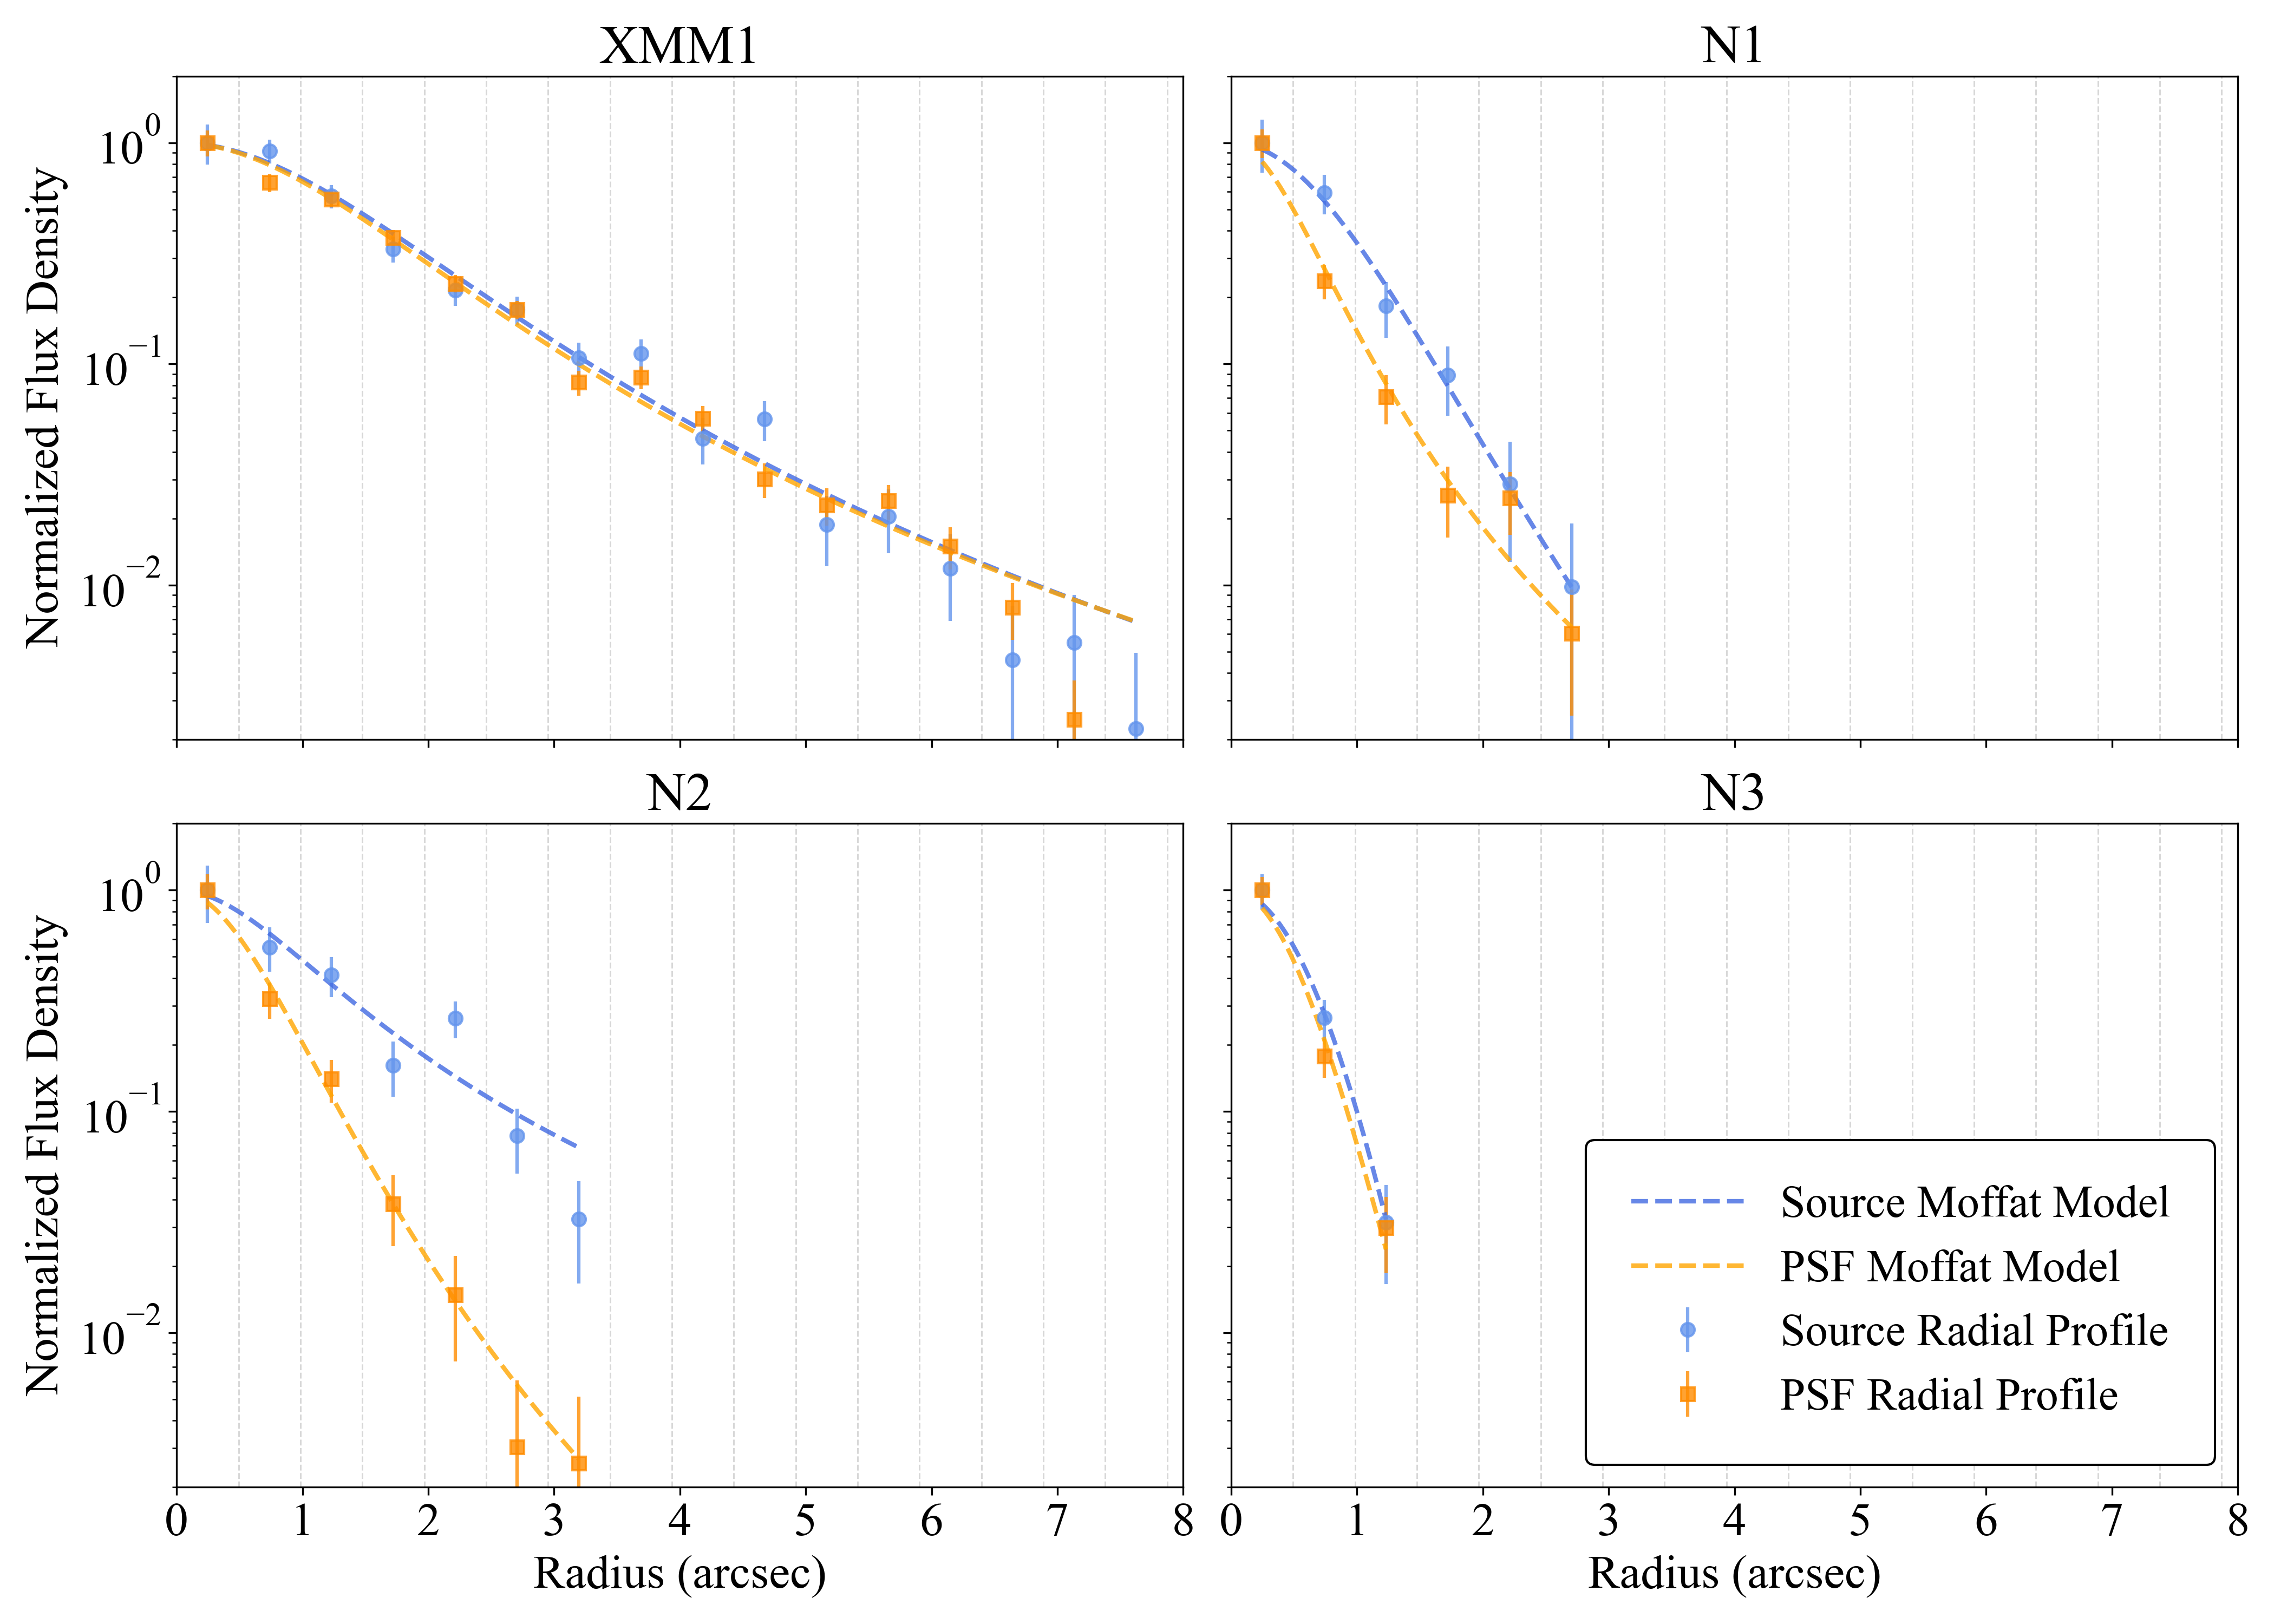 XMM1
N1
Normalized Flux Density
10^0
10^−1
10^−2
N2
N3
Normalized Flux Density
10^0
10^−1
10^−2
Source Moffat Model
PSF Moffat Model
Source Radial Profile
PSF Radial Profile
0 1 2 3 4 5 6 7 8
0 1 2 3 4 5 6 7 8
Radius (arcsec)
Radius (arcsec)